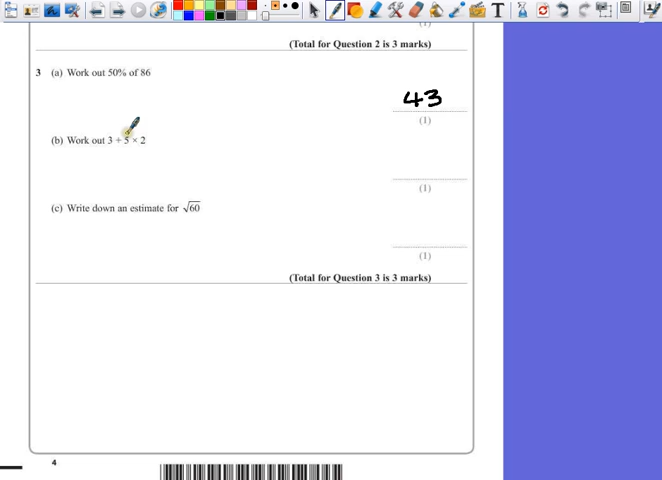 (1)
(Total for Question 2 is 3 marks)
3 (a) Work out 50% of 86
43
(1)
(b) Work out 3 + 5 × 2
(1)
(c) Write down an estimate for √60
(1)
(Total for Question 3 is 3 marks)
4